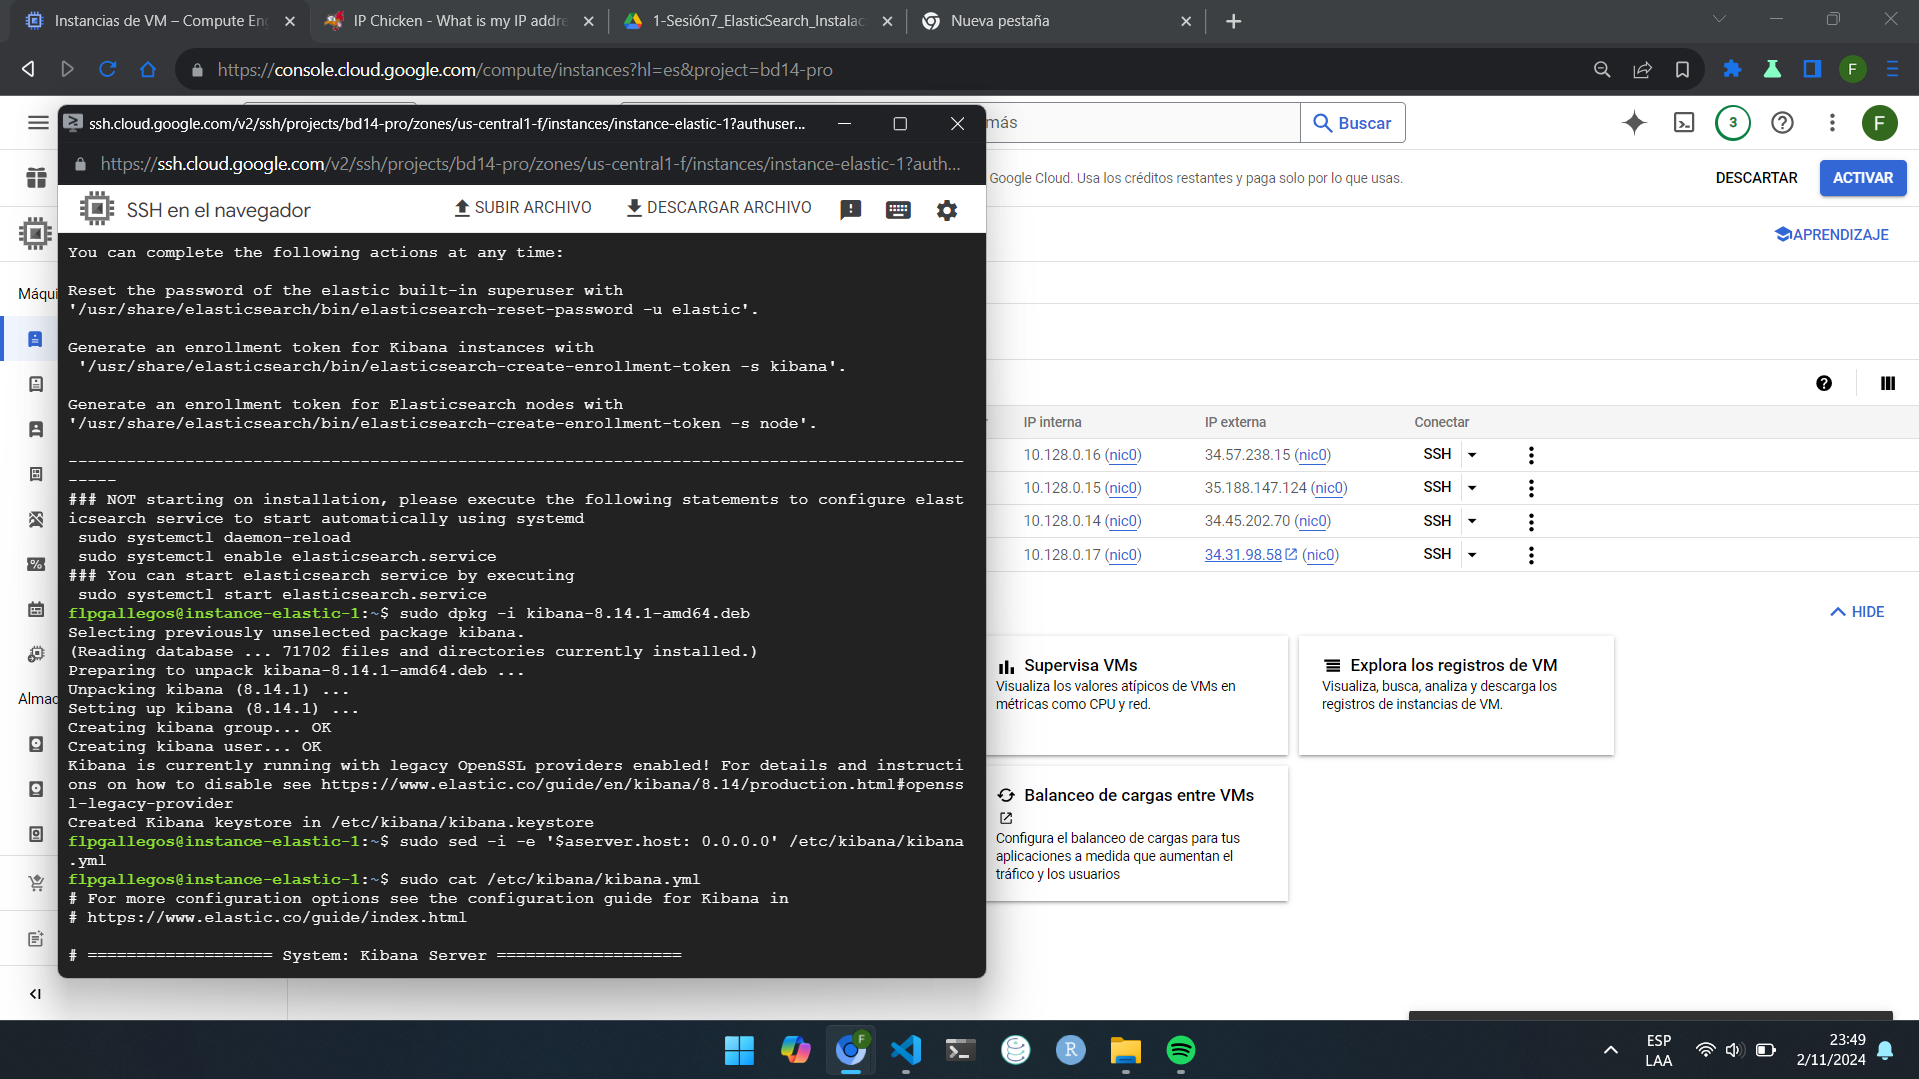 Instancias de VM – Compute Eng
IP Chicken - What is my IP addre
1-Sesión7_ElasticSearch_Instalac
Nueva pestaña
https://console.cloud.google.com/compute/instances?hl=es&project=bd14-pro
F
ssh.cloud.google.com/v2/ssh/projects/bd14-pro/zones/us-central1-f/instances/instance-elastic-1?authuser...
más
Buscar
3
F
https://ssh.cloud.google.com/v2/ssh/projects/bd14-pro/zones/us-central1-f/instances/instance-elastic-1?auth...
Google Cloud. Usa los créditos restantes y paga solo por lo que usas.
DESCARTAR
ACTIVAR
SSH en el navegador
SUBIR ARCHIVO
DESCARGAR ARCHIVO
APRENDIZAJE
You can complete the following actions at any time:
Máqui
Reset the password of the elastic built-in superuser with
'/usr/share/elasticsearch/bin/elasticsearch-reset-password -u elastic'.
Generate an enrollment token for Kibana instances with
'/usr/share/elasticsearch/bin/elasticsearch-create-enrollment-token -s kibana'.
Generate an enrollment token for Elasticsearch nodes with
'/usr/share/elasticsearch/bin/elasticsearch-create-enrollment-token -s node'.
--------------------------------------------------------------------------------------------
-----
### NOT starting on installation, please execute the following statements to configure elast
icsearch service to start automatically using systemd
sudo systemctl daemon-reload
sudo systemctl enable elasticsearch.service
### You can start elasticsearch service by executing
sudo systemctl start elasticsearch.service
flpgallegos@instance-elastic-1:~$ sudo dpkg -i kibana-8.14.1-amd64.deb
Selecting previously unselected package kibana.
(Reading database ... 71702 files and directories currently installed.)
Preparing to unpack kibana-8.14.1-amd64.deb ...
Unpacking kibana (8.14.1) ...
Setting up kibana (8.14.1) ...
Creating kibana group... OK
Creating kibana user... OK
Kibana is currently running with legacy OpenSSL providers enabled! For details and instructi
ons on how to disable see https://www.elastic.co/guide/en/kibana/8.14/production.html#openss
l-legacy-provider
Created Kibana keystore in /etc/kibana/kibana.keystore
flpgallegos@instance-elastic-1:~$ sudo sed -i -e '$aserver.host: 0.0.0.0' /etc/kibana/kibana
.yml
flpgallegos@instance-elastic-1:~$ sudo cat /etc/kibana/kibana.yml
# For more configuration options see the configuration guide for Kibana in
# https://www.elastic.co/guide/index.html
# =================== System: Kibana Server ===================
Almac
IP interna IP externa Conectar
10.128.0.16 (nic0) 34.57.238.15 (nic0) SSH
10.128.0.15 (nic0) 35.188.147.124 (nic0) SSH
10.128.0.14 (nic0) 34.45.202.70 (nic0) SSH
10.128.0.17 (nic0) 34.31.98.58 (nic0) SSH
HIDE
Supervisa VMs
Visualiza los valores atípicos de VMs en
métricas como CPU y red.
Explora los registros de VM
Visualiza, busca, analiza y descarga los
registros de instancias de VM.
Balanceo de cargas entre VMs
Configura el balanceo de cargas para tus
aplicaciones a medida que aumentan el
tráfico y los usuarios
F
R
ESP
LAA
23:49
2/11/2024